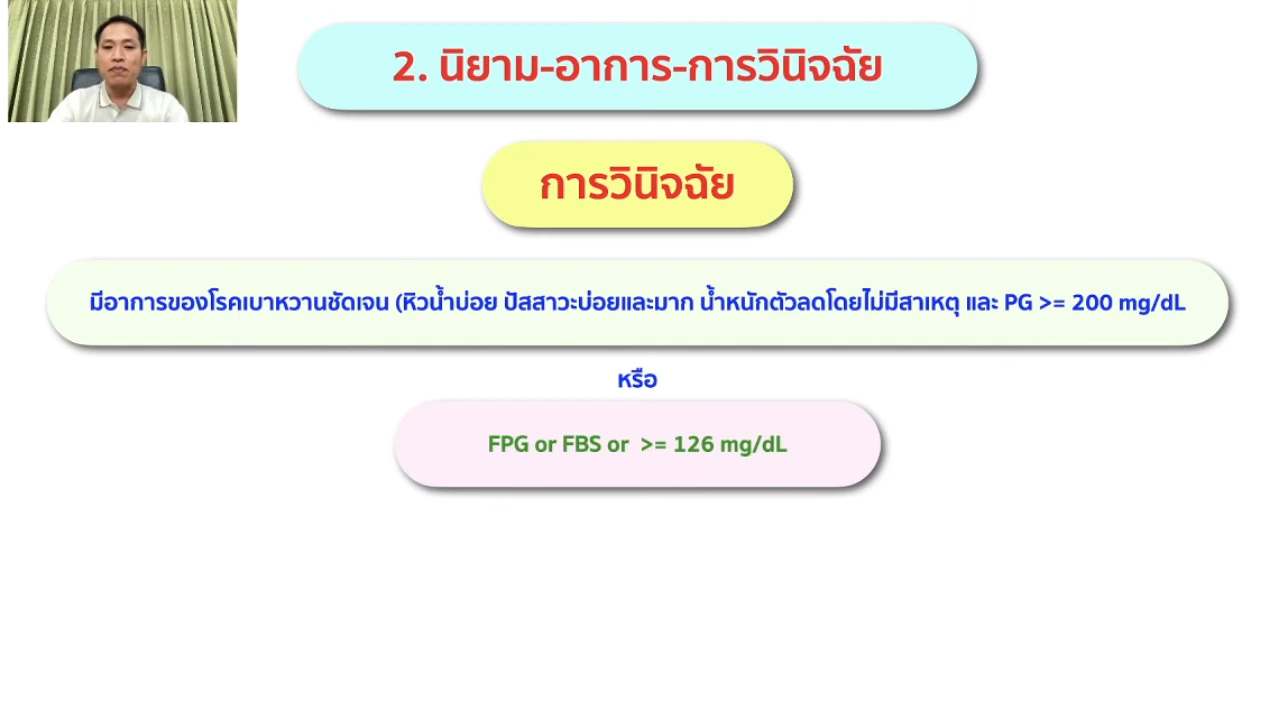 2. นิยาม-อาการ-การวินิจฉัย
การวินิจฉัย
มีอาการของโรคเบาหวานชัดเจน (หิวน้ำบ่อย ปัสสาวะบ่อยและมาก น้ำหนักตัวลดโดยไม่มีสาเหตุ และ PG >= 200 mg/dL
หรือ
FPG or FBS or  >= 126 mg/dL